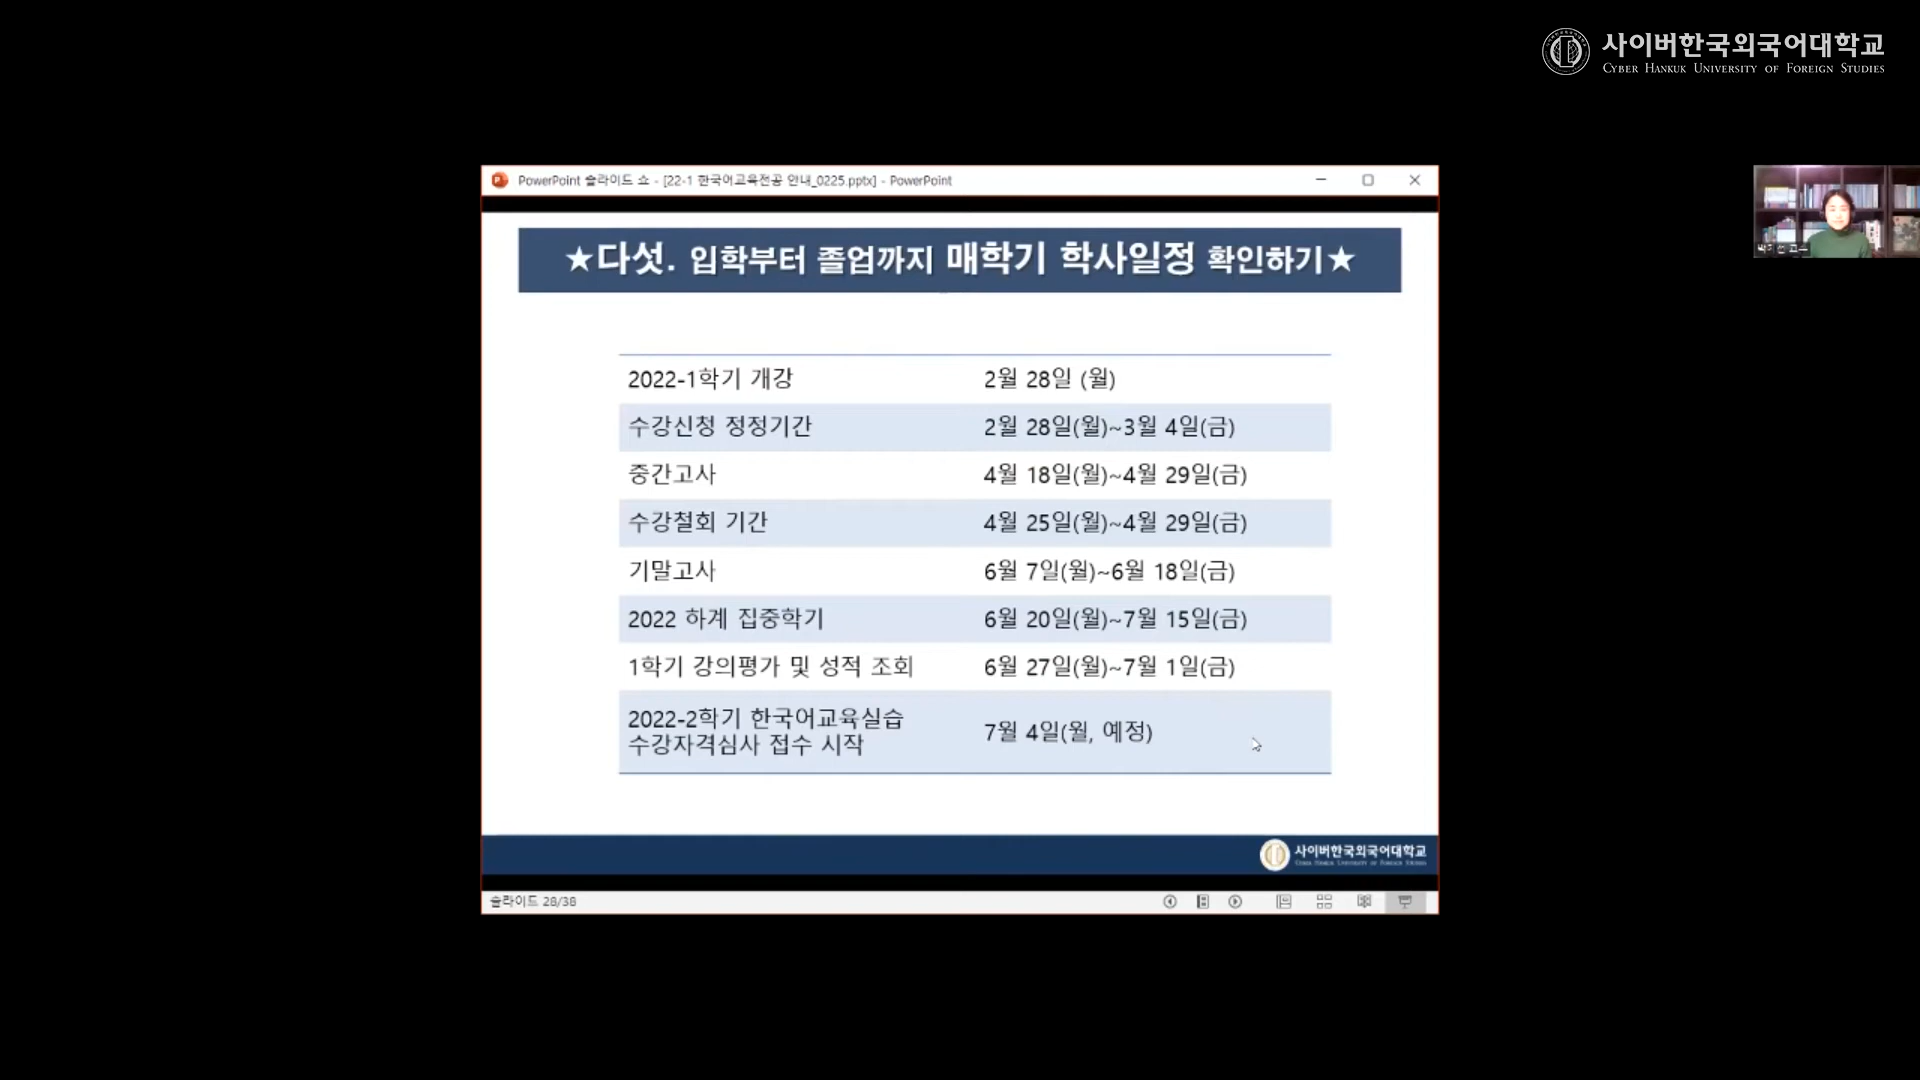 사이버한국외국어대학교
CYBER HANKUK UNIVERSITY OF FOREIGN STUDIES
PowerPoint 슬라이드 쇼 - [22-1 한국어교육전공 안내_0225.pptx] - PowerPoint
★다섯. 입학부터 졸업까지 매학기 학사일정 확인하기★
2022-1학기 개강 2월 28일 (월)
수강신청 정정기간 2월 28일(월)~3월 4일(금)
중간고사 4월 18일(월)~4월 29일(금)
수강철회 기간 4월 25일(월)~4월 29일(금)
기말고사 6월 7일(월)~6월 18일(금)
2022 하계 집중학기 6월 20일(월)~7월 15일(금)
1학기 강의평가 및 성적 조회 6월 27일(월)~7월 1일(금)
2022-2학기 한국어교육실습
수강자격심사 접수 시작 7월 4일(월, 예정)
사이버한국외국어대학교
CYBER HANKUK UNIVERSITY OF FOREIGN STUDIES
슬라이드 28/38